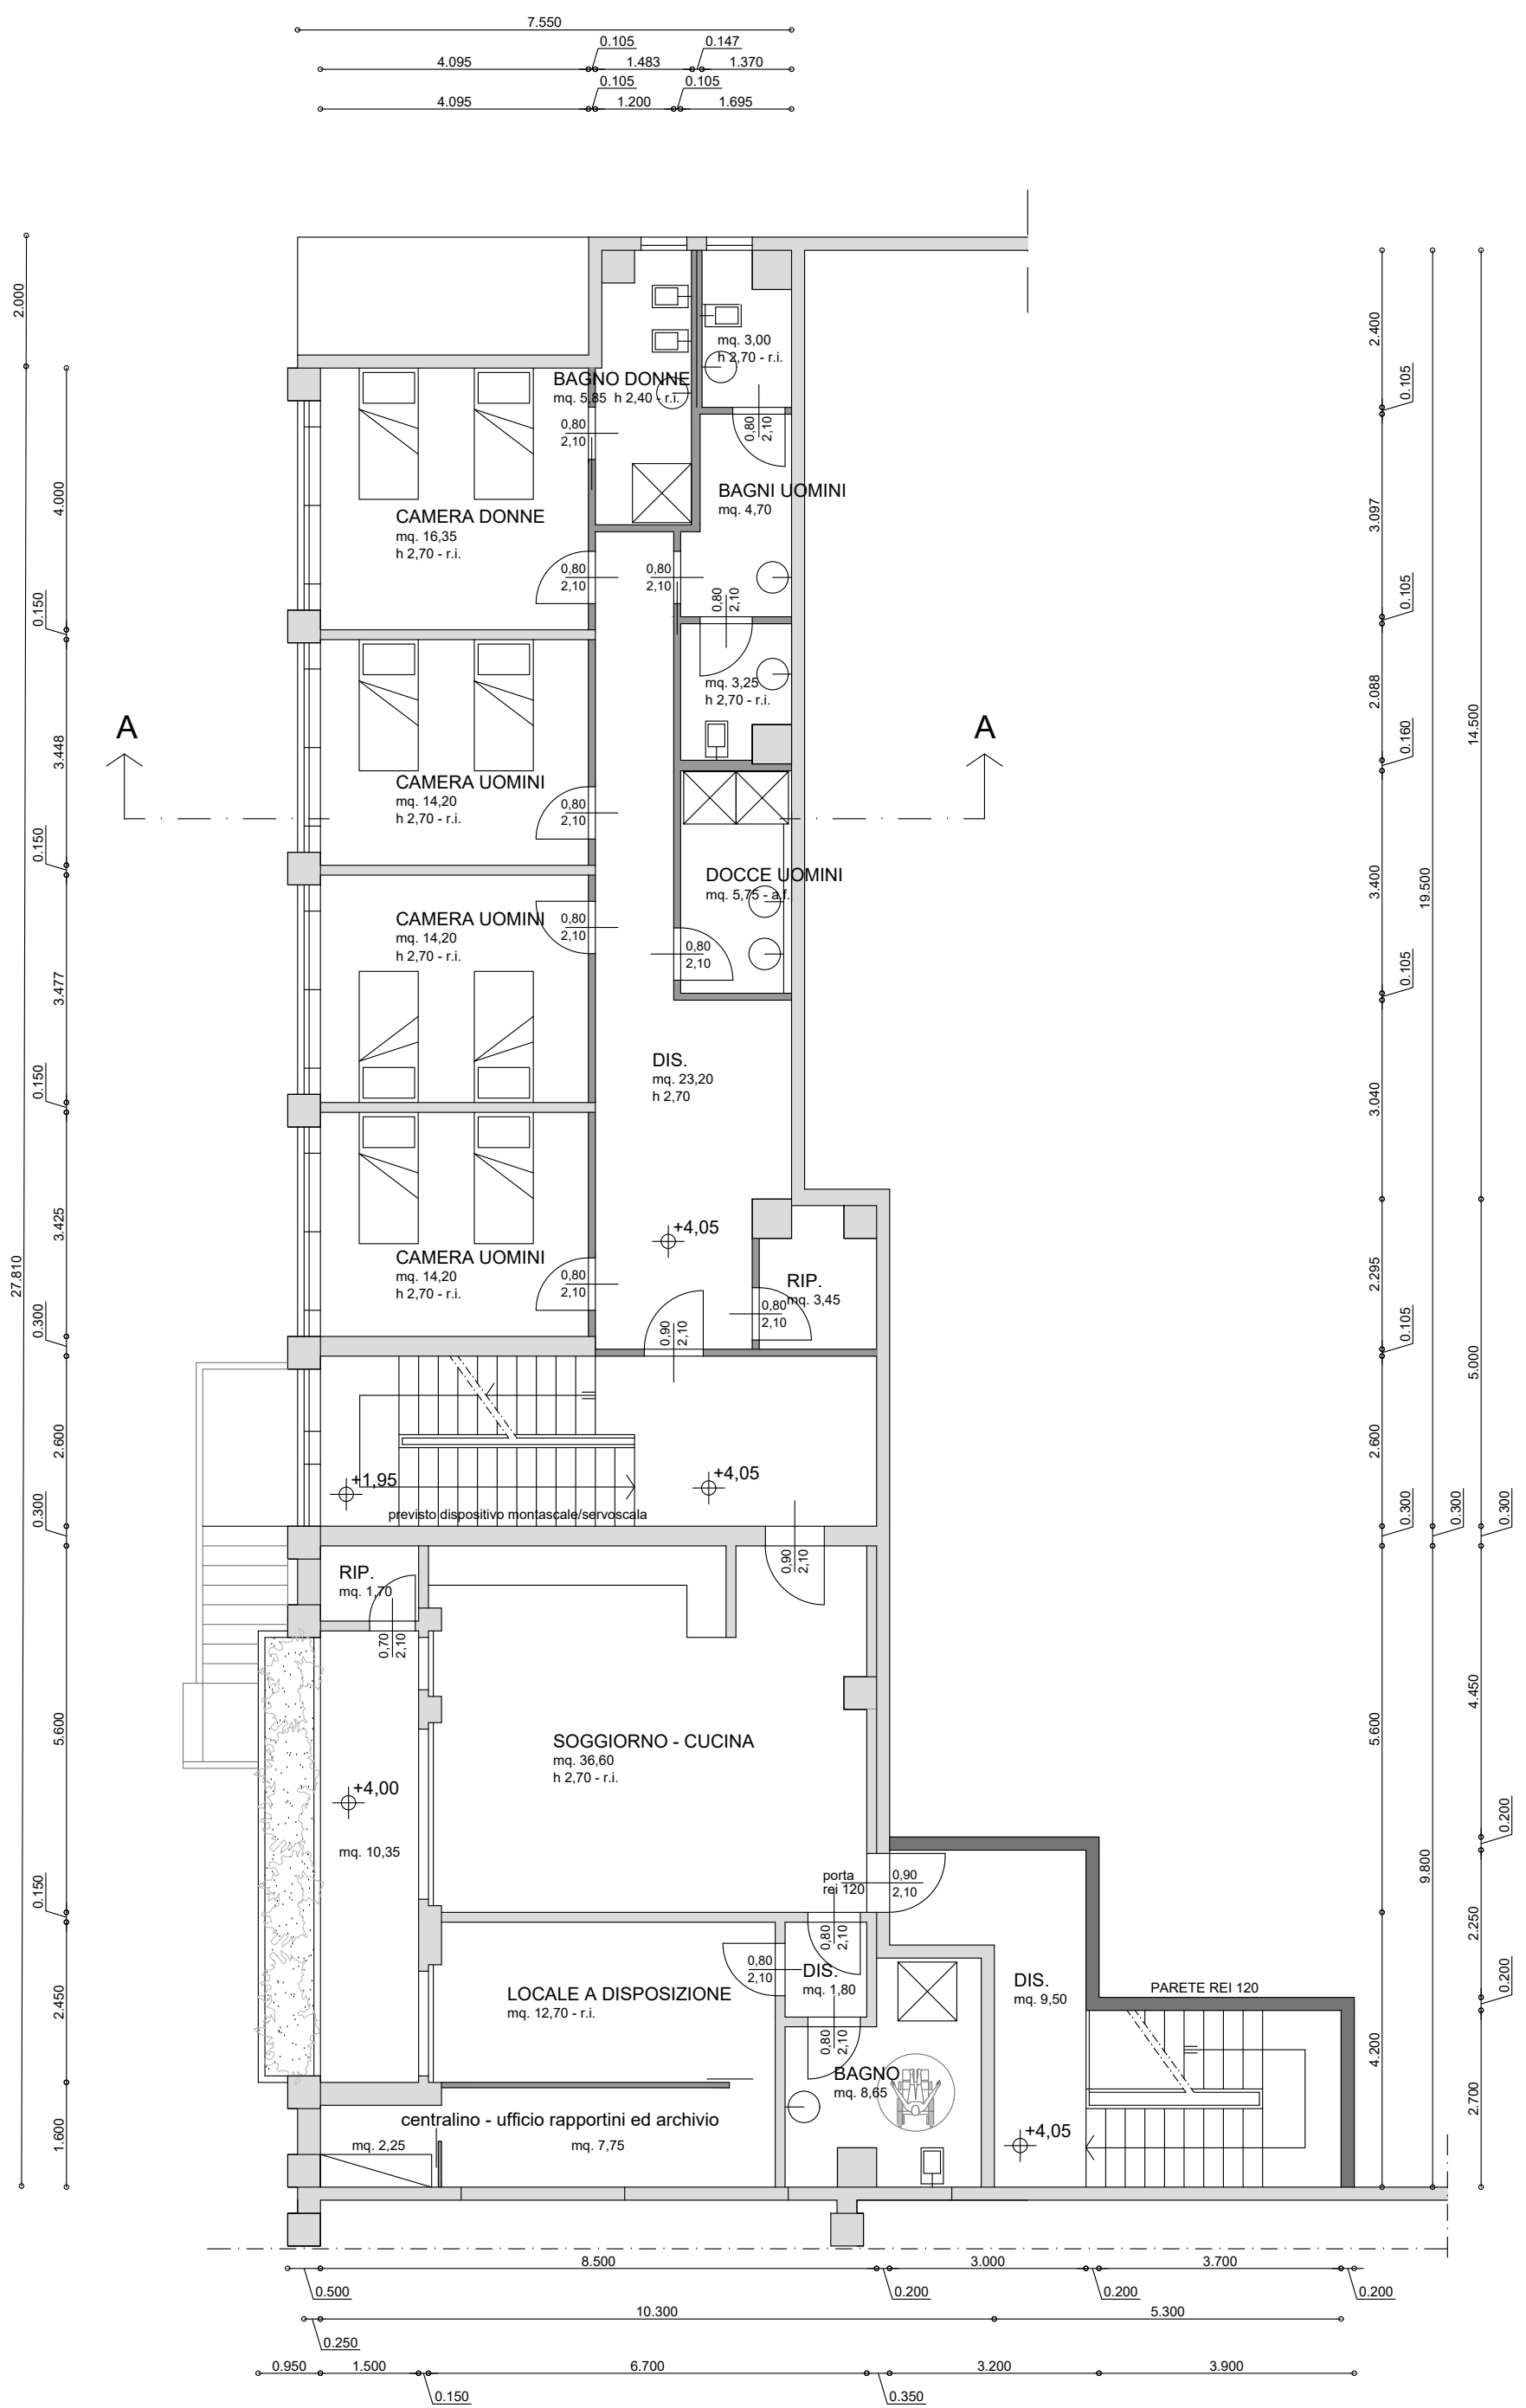 7.550
0.105
0.147
4.095
1.483
1.370
0.105
0.105
4.095
1.200
1.695
2.000
27.810
4.000
0.150
3.448
0.150
3.477
0.150
3.425
0.300
2.600
0.300
5.600
0.150
2.450
1.600
A
A
BAGNO DONNE
mq. 5,85 h 2,40 - r.i.
mq. 3,00
h 2,70 - r.i.
0,80
2,10
0,80
2,10
BAGNI UOMINI
mq. 4,70
CAMERA DONNE
mq. 16,35
h 2,70 - r.i.
0,80
2,10
0,80
2,10
0,80
2,10
mq. 3,25
h 2,70 - r.i.
CAMERA UOMINI
mq. 14,20
h 2,70 - r.i.
0,80
2,10
DOCCE UOMINI
mq. 5,75 - a.f.
CAMERA UOMINI
mq. 14,20
h 2,70 - r.i.
0,80
2,10
0,80
2,10
DIS.
mq. 23,20
h 2,70
+4,05
CAMERA UOMINI
mq. 14,20
h 2,70 - r.i.
0,80
2,10
RIP.
mq. 3,45
0,80
2,10
0,90
2,10
+1,95
+4,05
previsto dispositivo montascale/servoscala
0,90
2,10
RIP.
mq. 1,70
0,70
2,10
SOGGIORNO - CUCINA
mq. 36,60
h 2,70 - r.i.
+4,00
mq. 10,35
porta
rei 120
0,90
2,10
0,80
2,10
0,80
2,10
DIS.
mq. 1,80
LOCALE A DISPOSIZIONE
mq. 12,70 - r.i.
DIS.
mq. 9,50
PARETE REI 120
0,80
2,10
BAGNO
mq. 8,65
centralino - ufficio rapportini ed archivio
mq. 2,25
mq. 7,75
+4,05
2.400
0.105
3.097
0.105
2.088
0.160
3.400
0.105
3.040
2.295
0.105
2.600
0.300
5.600
4.200
19.500
0.300
9.800
14.500
5.000
0.300
4.450
0.200
2.250
0.200
2.700
8.500
3.000
3.700
0.500
0.200
0.200
0.200
10.300
5.300
0.250
0.950
1.500
6.700
3.200
3.900
0.150
0.350